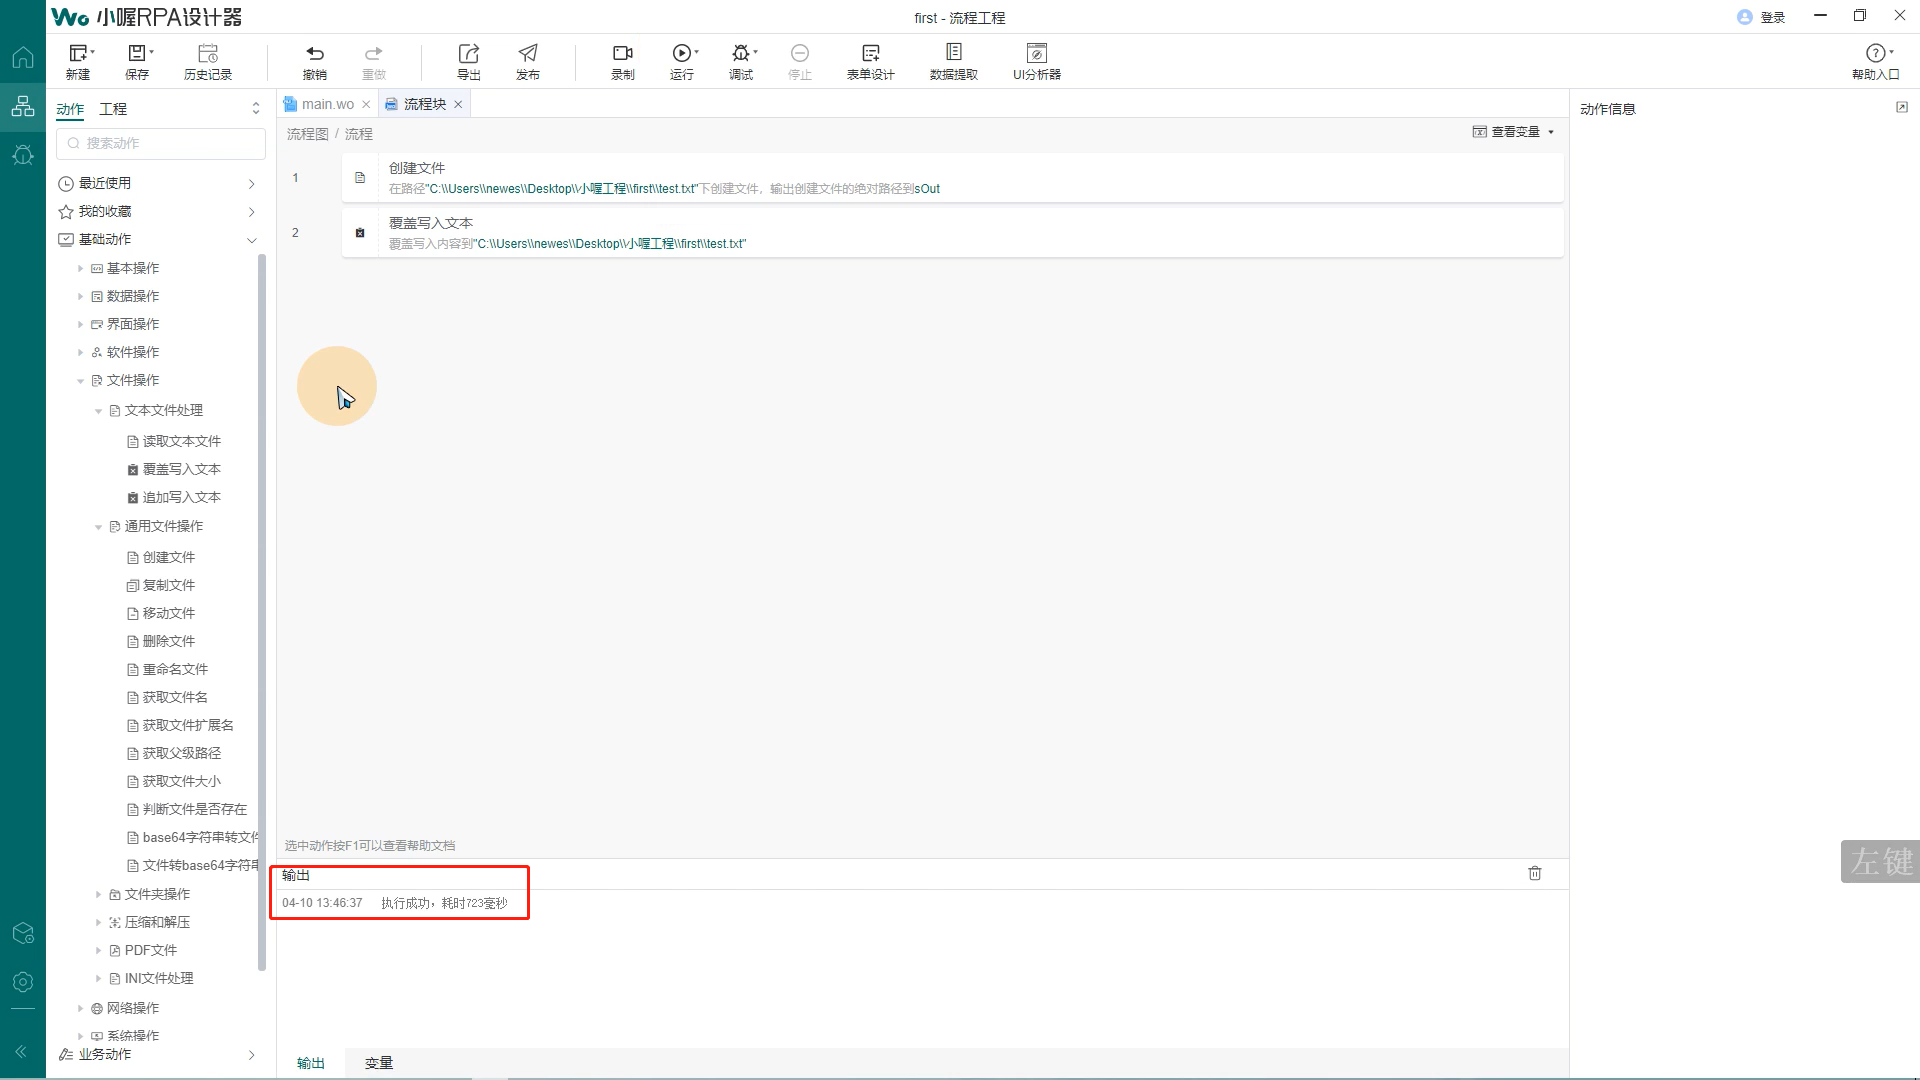 Wo 小喔RPA设计器
first - 流程工程
登录
新建
保存
历史记录
撤销
重做
导出
发布
录制
运行
调试
停止
表单设计
数据提取
UI分析器
帮助入口
动作 工程
搜索动作
最近使用
我的收藏
基础动作
基本操作
数据操作
界面操作
软件操作
文件操作
文本文件处理
读取文本文件
覆盖写入文本
追加写入文本
通用文件操作
创建文件
复制文件
移动文件
删除文件
重命名文件
获取文件名
获取文件扩展名
获取父级路径
获取文件大小
判断文件是否存在
base64字符串转文件
文件转base64字符串
文件夹操作
压缩和解压
PDF文件
INI文件处理
网络操作
系统操作
业务动作
main.wo
流程块
流程图 / 流程
查看变量
1
创建文件
在路径"C:\\Users\\newes\\Desktop\\小喔工程\\first\\test.txt"下创建文件，输出创建文件的绝对路径到sOut
2
覆盖写入文本
覆盖写入内容到"C:\\Users\\newes\\Desktop\\小喔工程\\first\\test.txt"
选中动作按F1可以查看帮助文档
输出
04-10 13:46:37 执行成功，耗时723毫秒
输出 变量
动作信息
左键